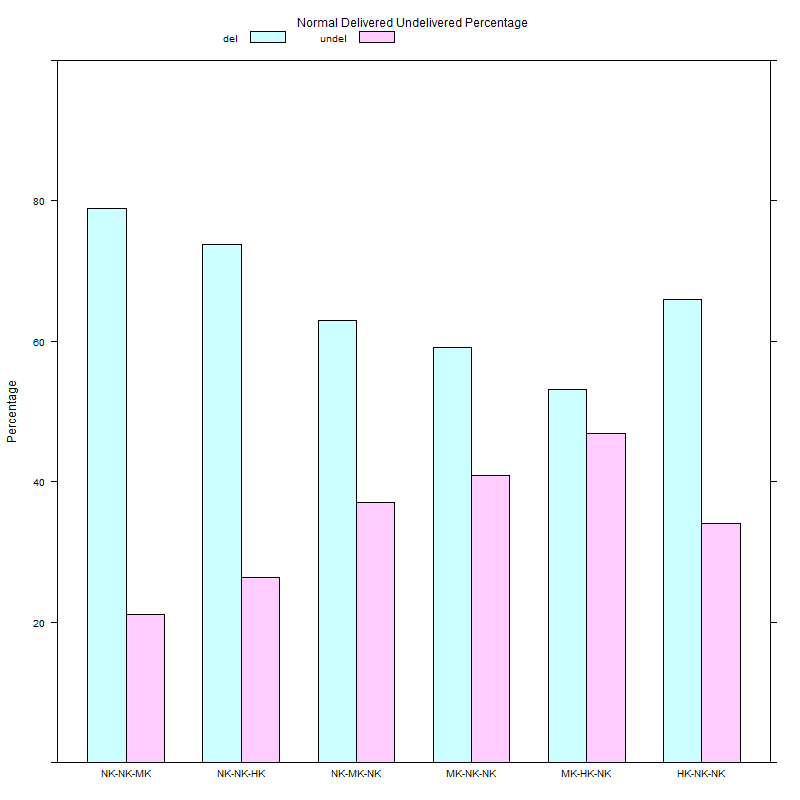 Normal Delivered Undelivered Percentage
del undel
80
60
40
20
Percentage
NK-NK-MK NK-NK-HK NK-MK-NK MK-NK-NK MK-HK-NK HK-NK-NK